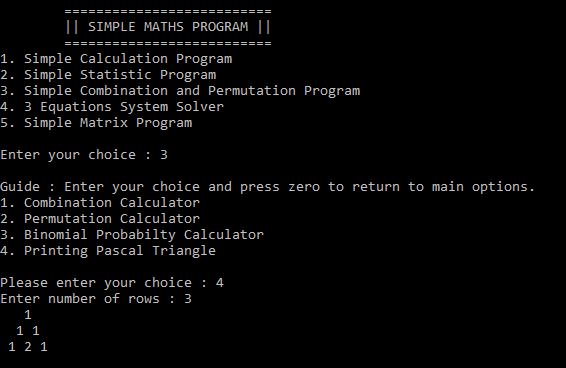 ==========================
|| SIMPLE MATHS PROGRAM ||
==========================
1. Simple Calculation Program
2. Simple Statistic Program
3. Simple Combination and Permutation Program
4. 3 Equations System Solver
5. Simple Matrix Program
Enter your choice : 3
Guide : Enter your choice and press zero to return to main options.
1. Combination Calculator
2. Permutation Calculator
3. Binomial Probabilty Calculator
4. Printing Pascal Triangle
Please enter your choice : 4
Enter number of rows : 3
1
1 1
1 2 1